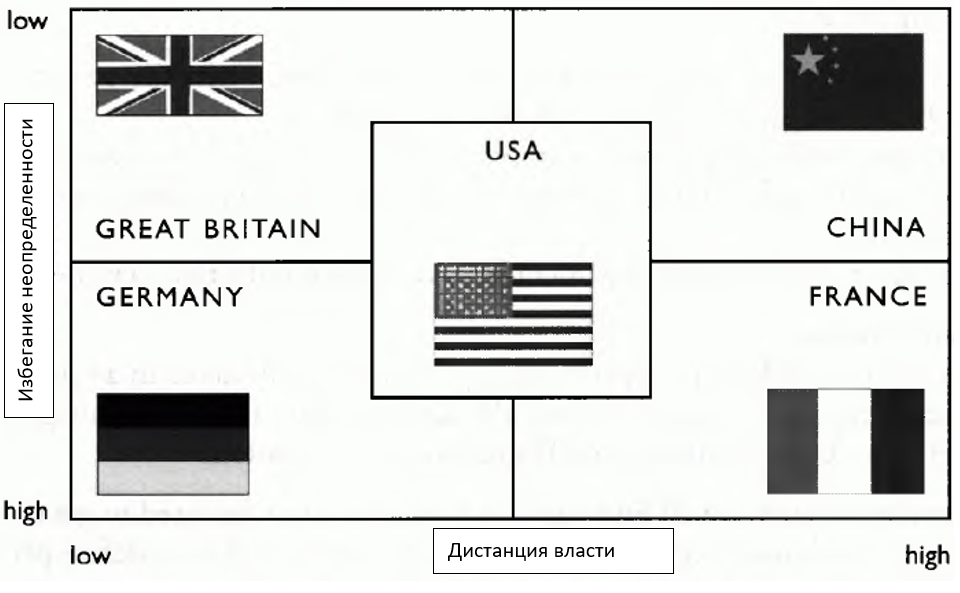 low
USA
GREAT BRITAIN
CHINA
Избегание неопределенности
GERMANY
FRANCE
high
low
Дистанция власти
high